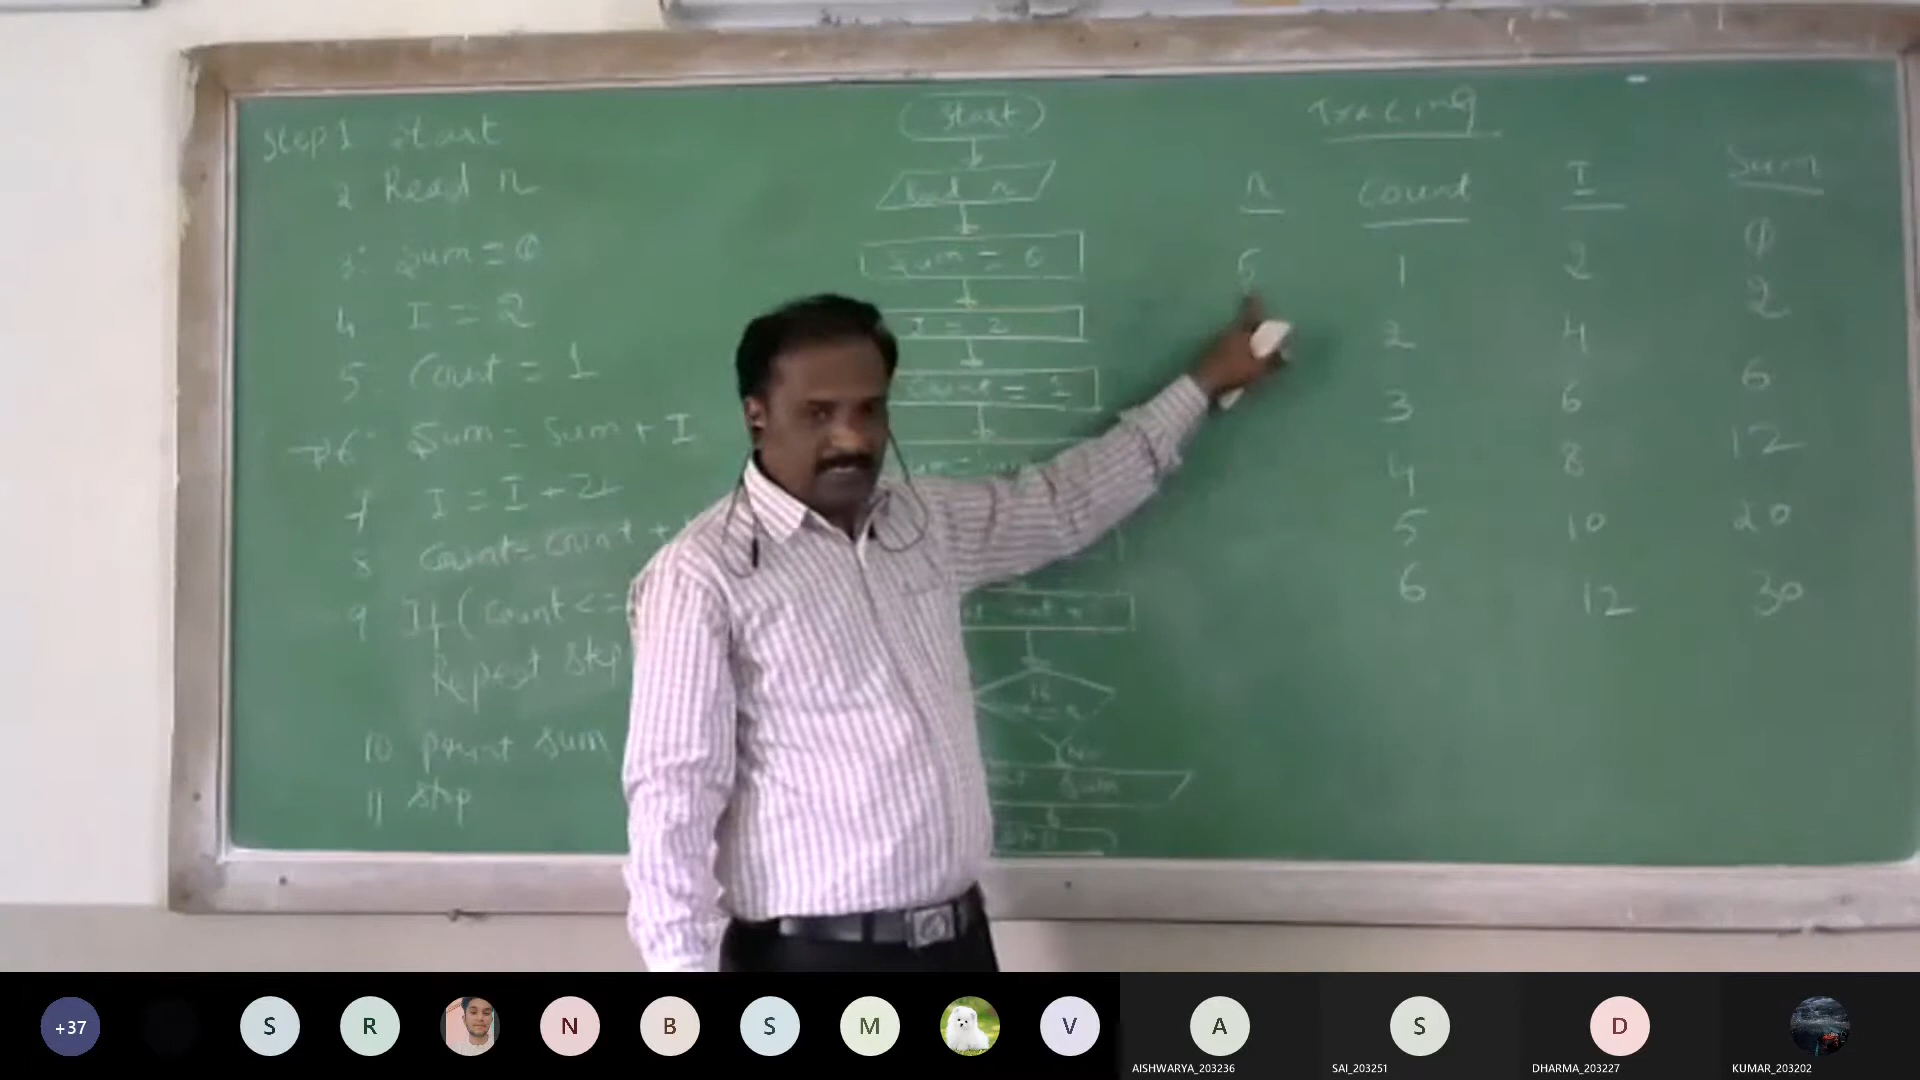 Step 1 Start
2 Read n
3: Sum = 0
4 I = 2
5: Count = 1
→6: Sum = Sum + I
7 I = I + 2
8 Count = Count +
9 If ( Count <=
Repeat Step
10 print Sum
11 Stop
Start
Read n
Sum = 0
I = 2
Count = 1
If
Sum
Tracing
n Count I Sum
5 1 2 0
2
2 4
6
3 6
12
4 8
5 10 20
6 12 30
+37 S R N B S M V A S D
AISHWARYA_203236 SAI_203251 DHARMA_203227 KUMAR_203202